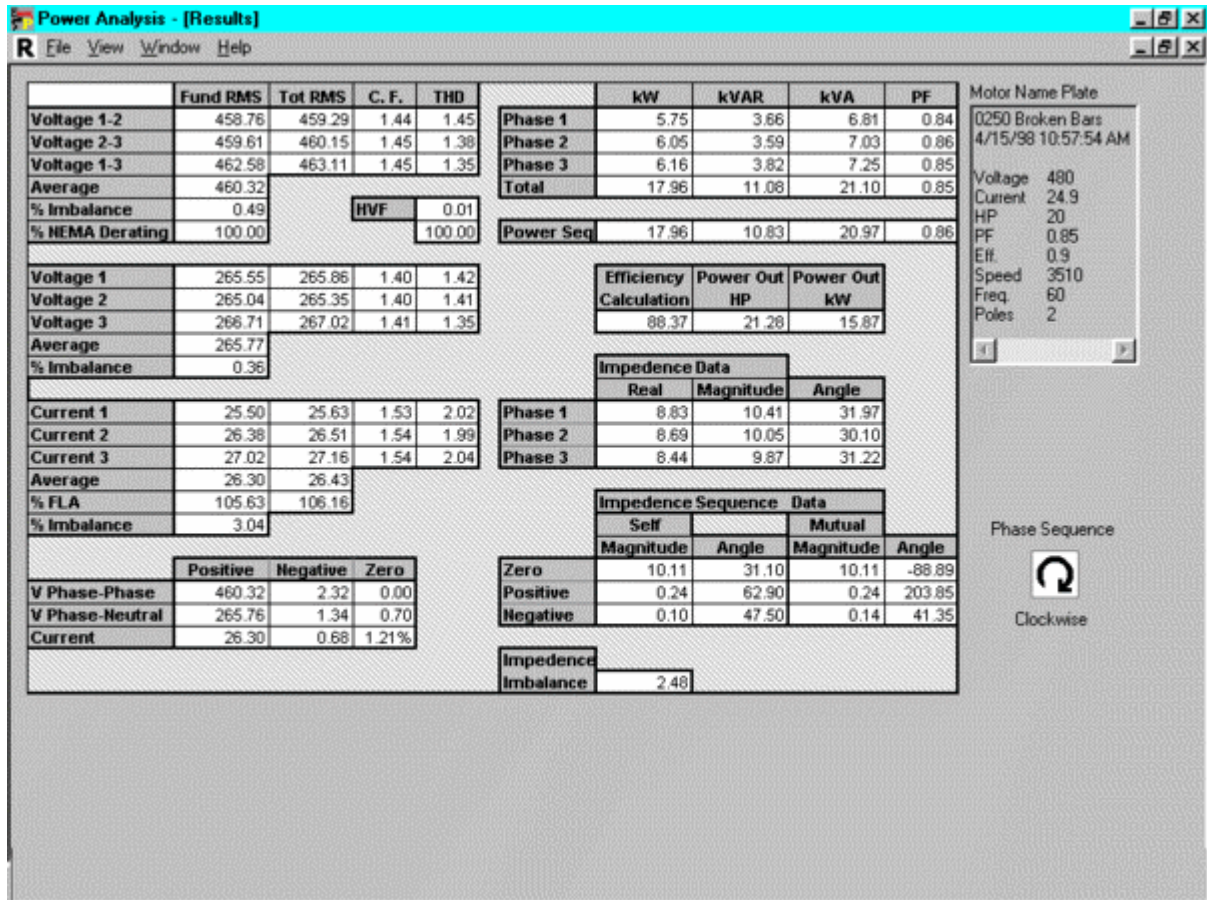 Power Analysis - [Results]
R File View Window Help
Fund RMS Tot RMS C. F. THD
Voltage 1-2 458.76 459.29 1.44 1.45
Voltage 2-3 459.61 460.15 1.45 1.38
Voltage 1-3 462.58 463.11 1.45 1.35
Average 460.32
% Imbalance 0.49 HVF 0.01
% NEMA Derating 100.00 100.00
Voltage 1 265.55 265.86 1.40 1.42
Voltage 2 265.04 265.35 1.40 1.41
Voltage 3 266.71 267.02 1.41 1.35
Average 265.77
% Imbalance 0.36
Current 1 25.50 25.63 1.53 2.02
Current 2 26.38 26.51 1.54 1.99
Current 3 27.02 27.16 1.54 2.04
Average 26.30 26.43
% FLA 105.63 106.16
% Imbalance 3.04
Positive Negative Zero
V Phase-Phase 460.32 2.32 0.00
V Phase-Neutral 265.76 1.34 0.70
Current 26.30 0.68 1.21%
kW kVAR kVA PF
Phase 1 5.75 3.66 6.81 0.84
Phase 2 6.05 3.59 7.03 0.86
Phase 3 6.16 3.82 7.25 0.85
Total 17.96 11.08 21.10 0.85
Power Seq 17.96 10.83 20.97 0.86
Efficiency Power Out Power Out
Calculation HP kW
88.37 21.28 15.87
Impedence Data
Real Magnitude Angle
Phase 1 8.83 10.41 31.97
Phase 2 8.69 10.05 30.10
Phase 3 8.44 9.87 31.22
Impedence Sequence Data
Self Mutual
Magnitude Angle Magnitude Angle
Zero 10.11 31.10 10.11 -88.89
Positive 0.24 62.90 0.24 203.85
Negative 0.10 47.50 0.14 41.35
Impedence
Imbalance 2.48
Motor Name Plate
0250 Broken Bars
4/15/98 10:57:54 AM
Voltage 480
Current 24.9
HP 20
PF 0.85
Eff. 0.9
Speed 3510
Freq. 60
Poles 2
Phase Sequence
Clockwise